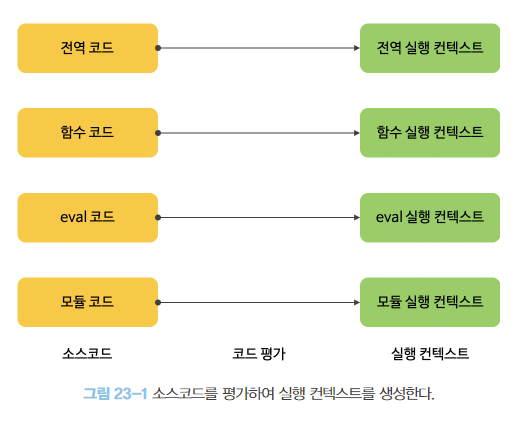 전역 코드 전역 실행 컨텍스트
함수 코드 함수 실행 컨텍스트
eval 코드 eval 실행 컨텍스트
모듈 코드 모듈 실행 컨텍스트
소스코드 코드 평가 실행 컨텍스트
그림 23-1 소스코드를 평가하여 실행 컨텍스트를 생성한다.